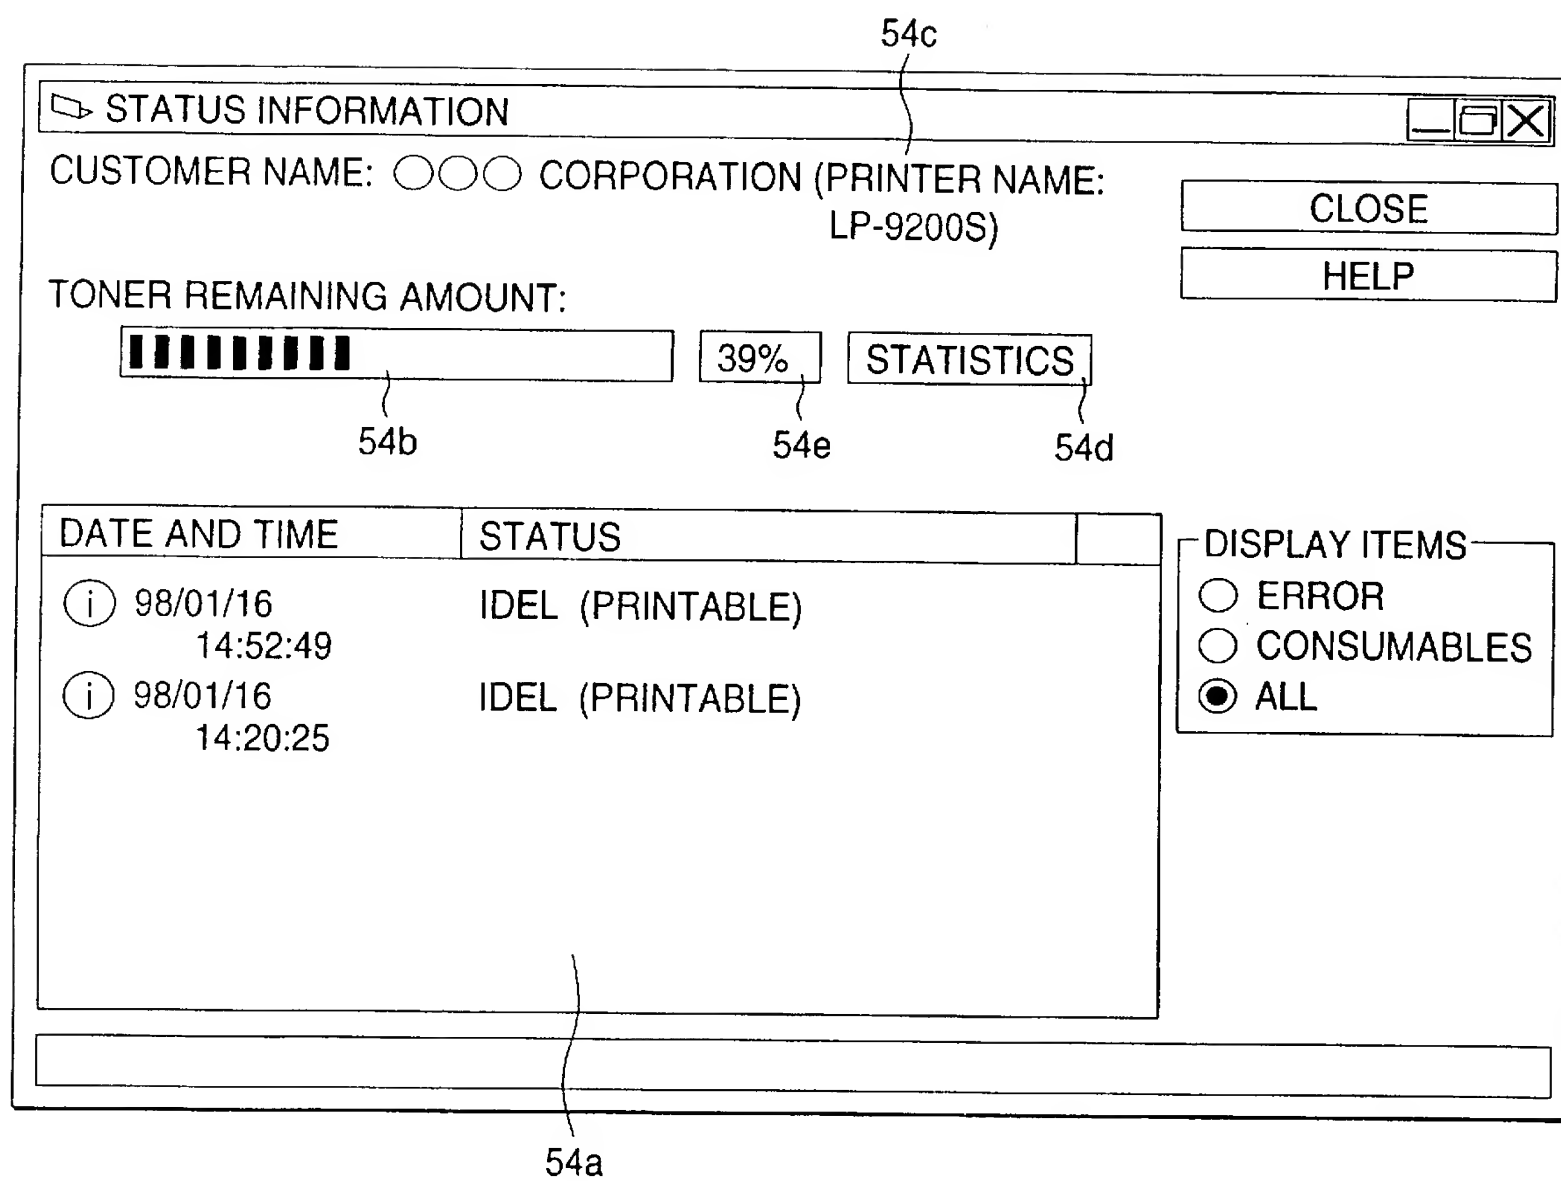 54c
STATUS INFORMATION
CUSTOMER NAME: ○○○ CORPORATION (PRINTER NAME:
LP-9200S)
CLOSE
HELP
TONER REMAINING AMOUNT:
39%
STATISTICS
54b
54e
54d
DATE AND TIME STATUS
i 98/01/16 IDEL (PRINTABLE)
14:52:49
i 98/01/16 IDEL (PRINTABLE)
14:20:25
DISPLAY ITEMS
ERROR
CONSUMABLES
ALL
54a